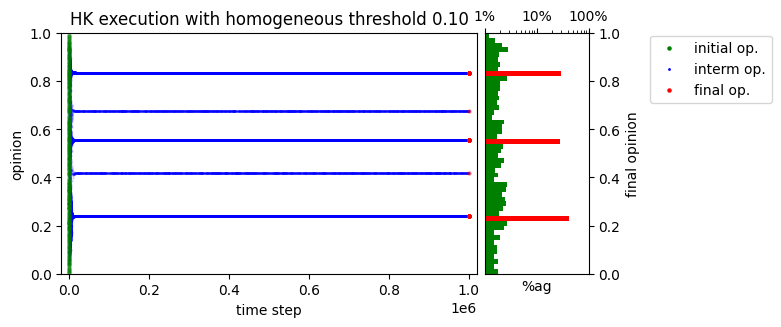 HK execution with homogeneous threshold 0.10
1% 10% 100%
1.0
0.8
0.6
0.4
0.2
0.0
opinion
0.0 0.2 0.4 0.6 0.8 1.0
1e6
time step
%ag
1.0
0.8
0.6
0.4
0.2
0.0
final opinion
initial op.
interm op.
final op.